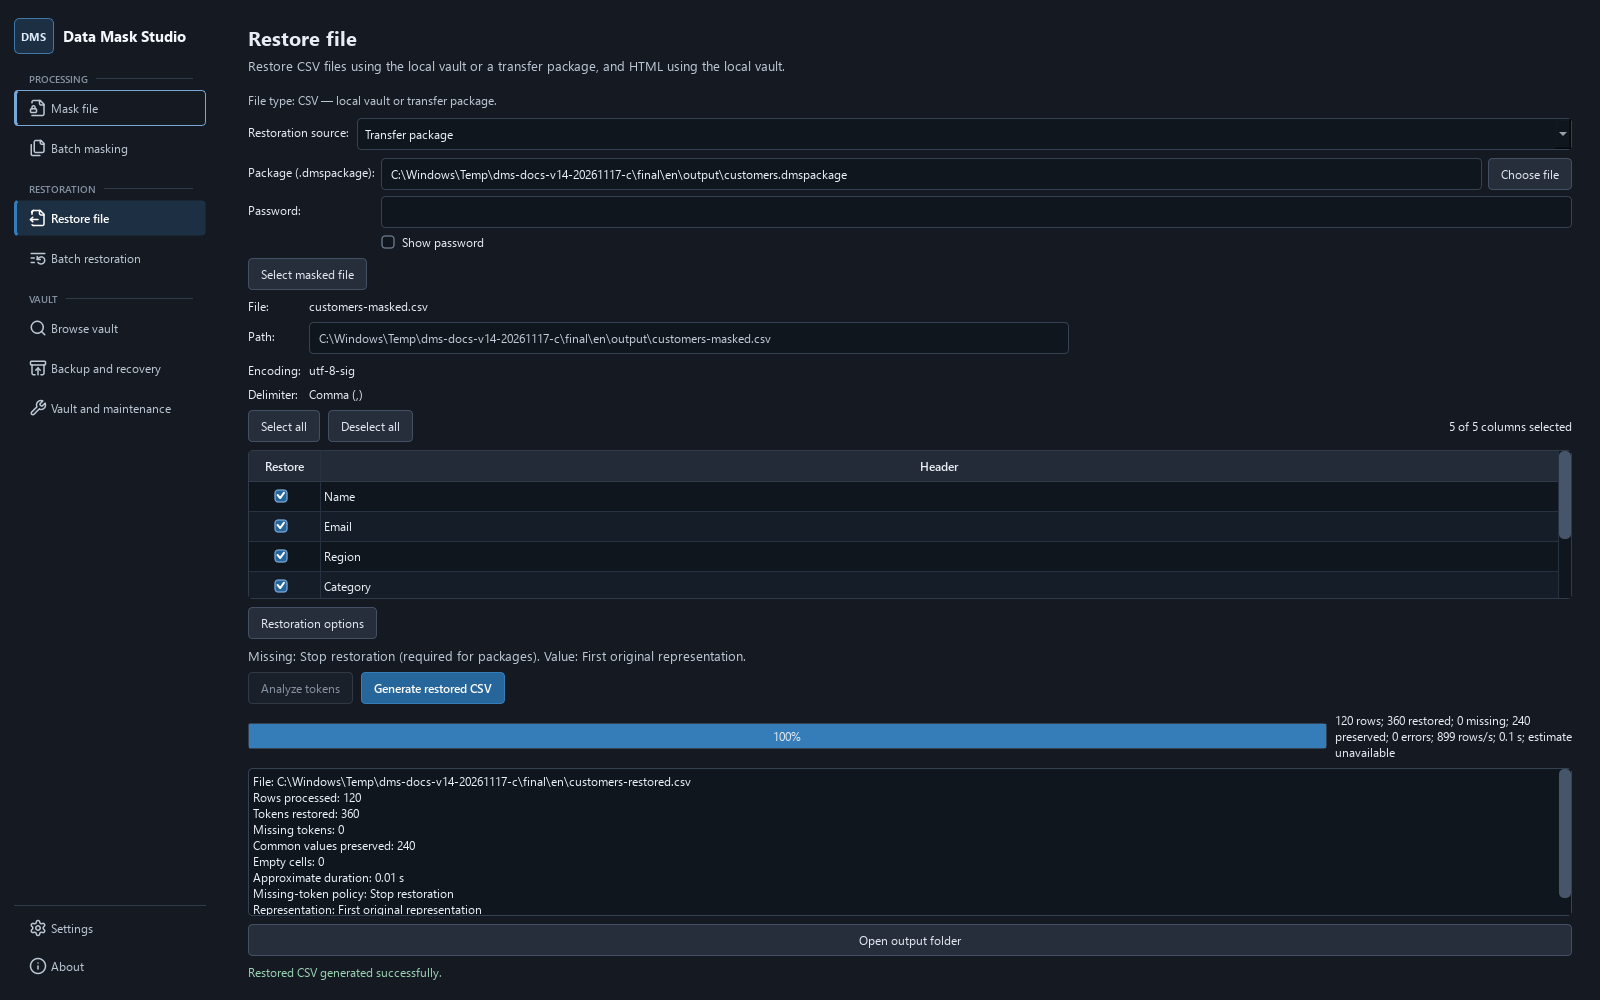 DMS
Data Mask Studio
PROCESSING
Mask file
Batch masking
RESTORATION
Restore file
Batch restoration
VAULT
Browse vault
Backup and recovery
Vault and maintenance
Settings
About
Restore file
Restore CSV files using the local vault or a transfer package, and HTML using the local vault.
File type: CSV — local vault or transfer package.
Restoration source: Transfer package
Package (.dmspackage): C:\Windows\Temp\dms-docs-v14-20261117-c\final\en\output\customers.dmspackage Choose file
Password:
Show password
Select masked file
File: customers-masked.csv
Path: C:\Windows\Temp\dms-docs-v14-20261117-c\final\en\output\customers-masked.csv
Encoding: utf-8-sig
Delimiter: Comma (,)
Select all Deselect all 5 of 5 columns selected
Restore Header
Name
Email
Region
Category
Restoration options
Missing: Stop restoration (required for packages). Value: First original representation.
Analyze tokens Generate restored CSV
100%
120 rows; 360 restored; 0 missing; 240
preserved; 0 errors; 899 rows/s; 0.1 s; estimate
unavailable
File: C:\Windows\Temp\dms-docs-v14-20261117-c\final\en\customers-restored.csv
Rows processed: 120
Tokens restored: 360
Missing tokens: 0
Common values preserved: 240
Empty cells: 0
Approximate duration: 0.01 s
Missing-token policy: Stop restoration
Representation: First original representation
Open output folder
Restored CSV generated successfully.